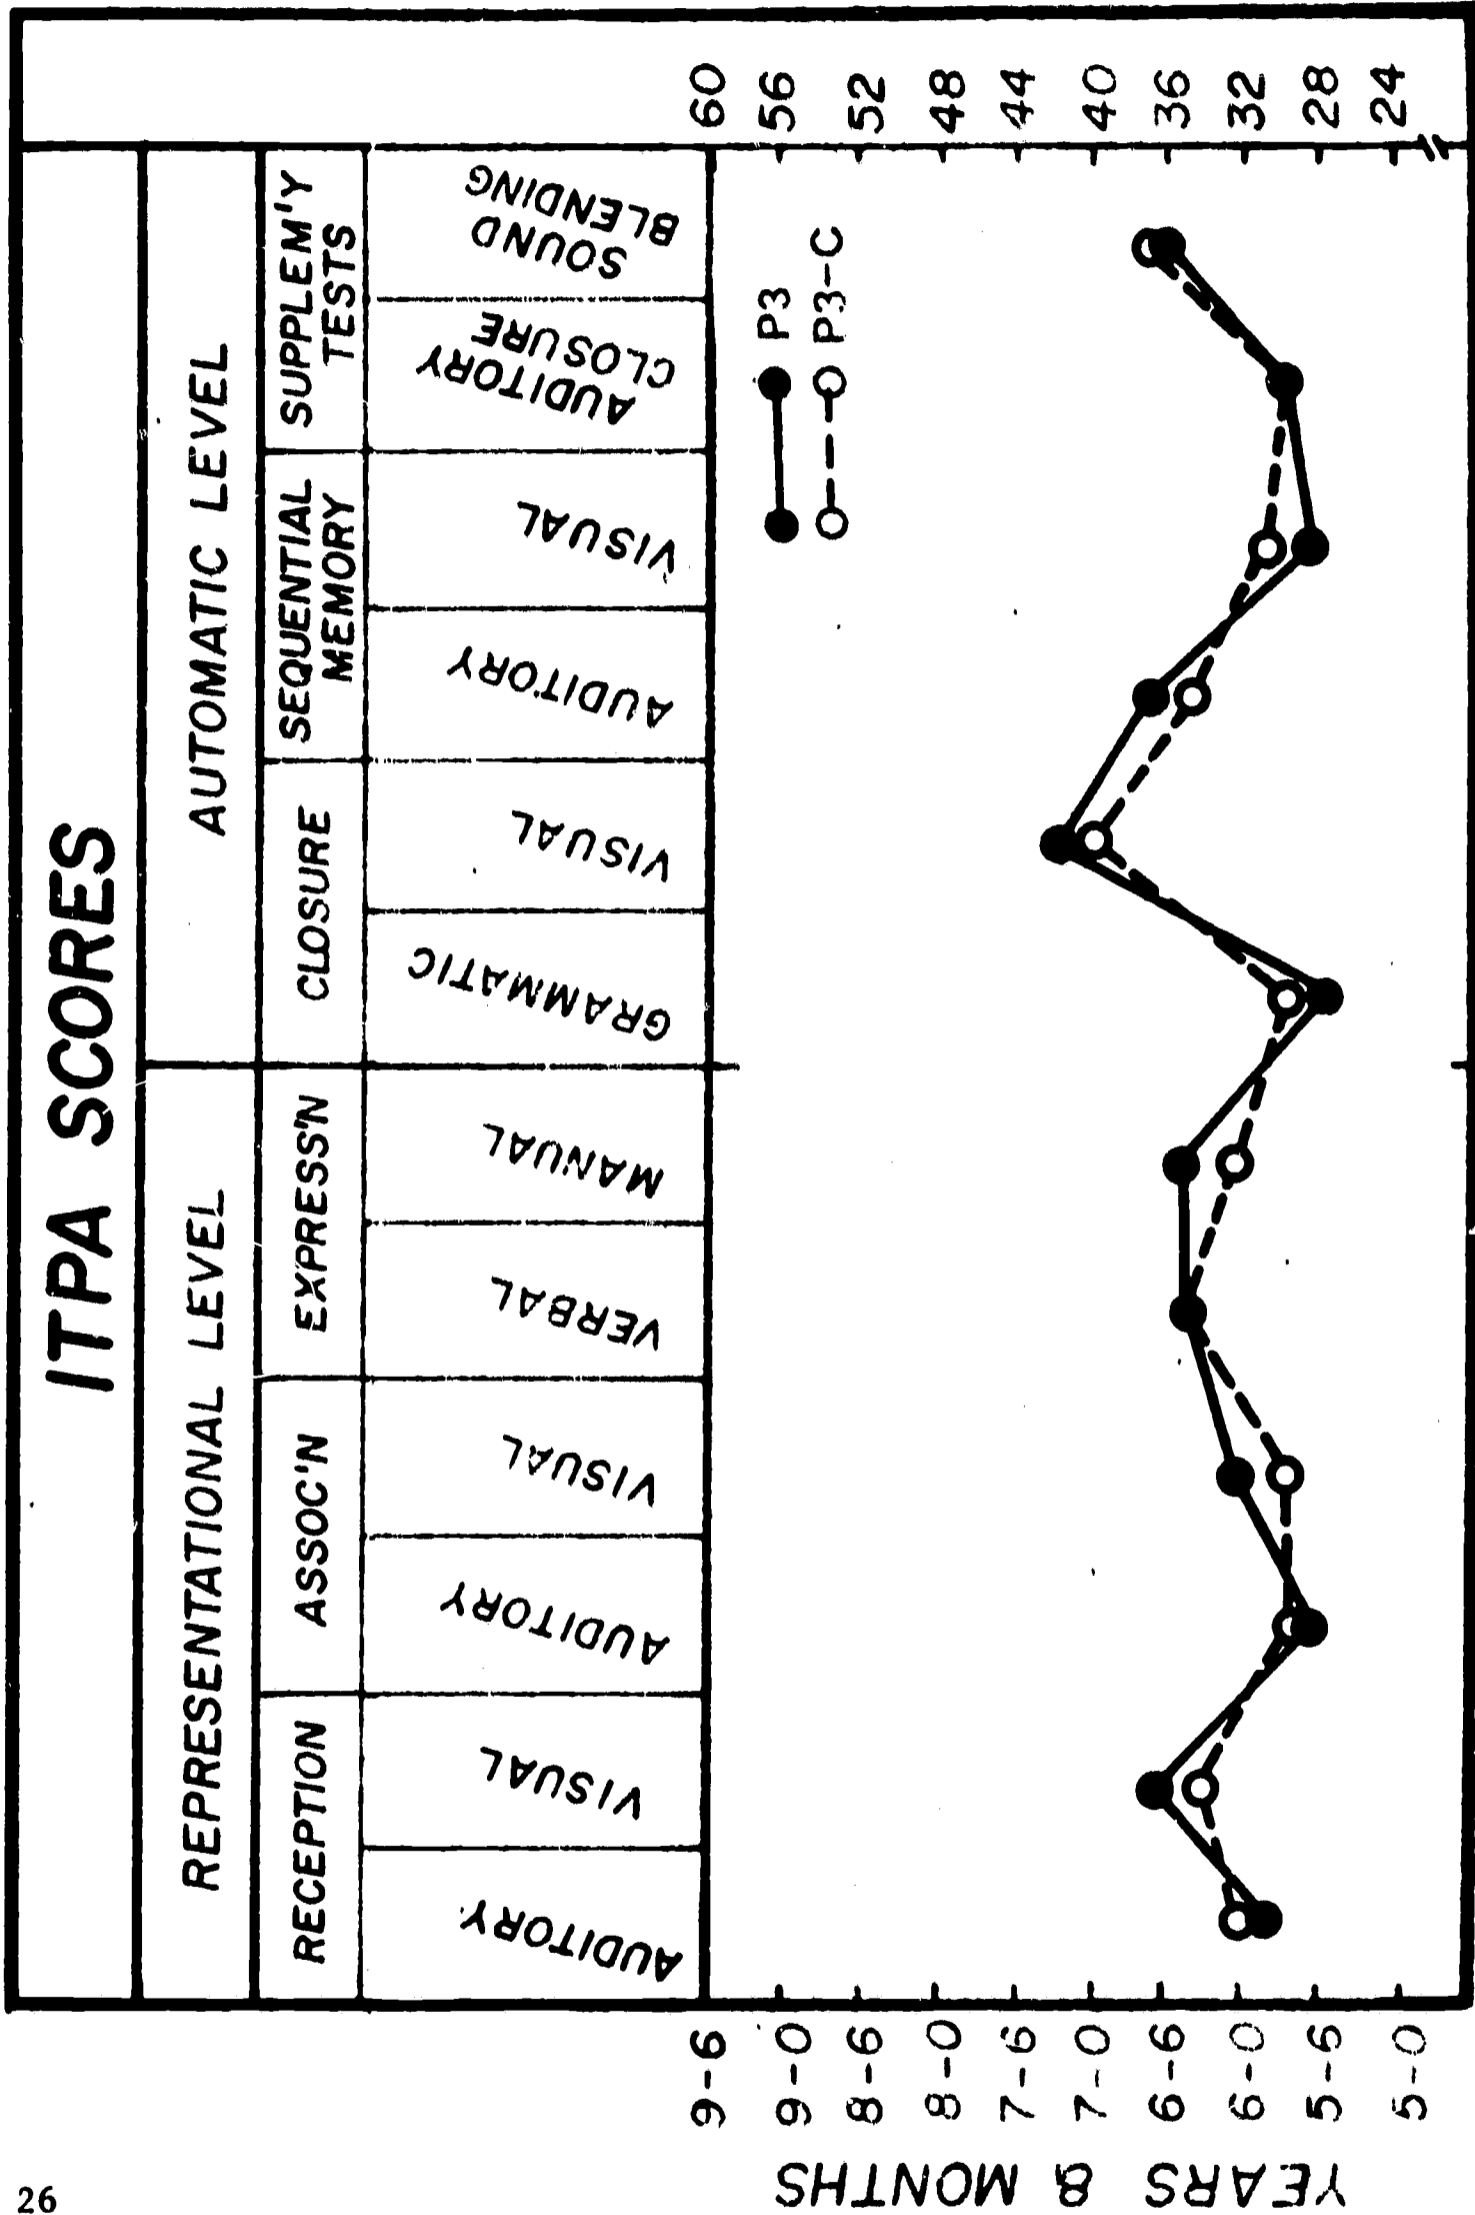 ITPA SCORES
REPRESENTATIONAL LEVEL
AUTOMATIC LEVEL
RECEPTION
ASSOC'N
EXPRESS'N
CLOSURE
SEQUENTIAL
MEMORY
SUPPLEM'Y
TESTS
AUDITORY
VISUAL
AUDITORY
VISUAL
VERBAL
MANUAL
GRAMMATIC
VISUAL
AUDITORY
VISUAL
AUDITORY
CLOSURE
SOUND
BLENDING
YEARS & MONTHS
9-6
9-0
8-6
8-0
7-6
7-0
6-6
6-0
5-6
5-0
P3
P3-C
60
56
52
48
44
40
36
32
28
24
26